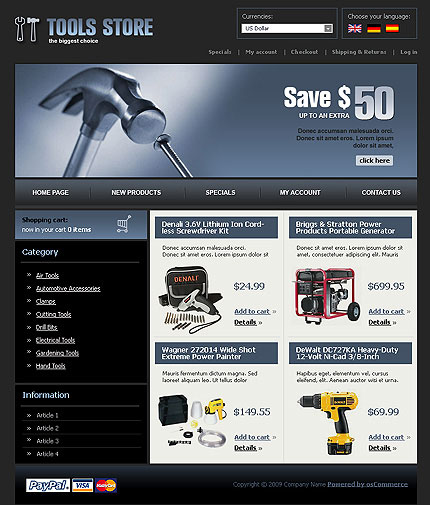 TOOLS STORE
the biggest choice
Currencies:
US Dollar
Choose your language:
Specials | My account | Checkout | Shipping & Returns | Log in
Save $50
UP TO AN EXTRA
Donec accumsan malesuada orci.
Donec sit amet eros. Lorem ipsum
dolor sit amet,
click here
HOME PAGE
NEW PRODUCTS
SPECIALS
MY ACCOUNT
CONTACT US
Shopping cart:
now in your cart 0 items
Category
» Air Tools
» Automotive Accessories
» Clamps
» Cutting Tools
» Drill Bits
» Electrical Tools
» Gardening Tools
» Hand Tools
Information
» Article 1
» Article 2
» Article 3
» Article 4
Denali 3.6V Lithium Ion Cord-
less Screwdriver Kit
Donec accumsan malesuada orci.
Donec sit amet eros. Lorem ipsum
dolor sit
DENALI
$24.99
Add to cart »
Details »
Briggs & Stratton Power
Products Portable Generator
Lorem ipsum dolor sit amet,
consectetuer adipiscing elit. Mauris
$699.95
Add to cart »
Details »
Wagner 272014 Wide Shot
Extreme Power Painter
Mauris fermentum dictum magna. Sed
laoreet aliquam leo. Ut tellus dolor
$149.55
Add to cart »
Details »
DeWalt DC727KA Heavy-Duty
12-Volt Ni-Cad 3/8-Inch
Phasellus eget, elementum vel, cursus
eleifend, elit. Aenean auctor wisi et urna.
$69.99
Add to cart »
Details »
PayPal
VISA
MasterCard
Copyright © 2009 Company Name Powered by osCommerce